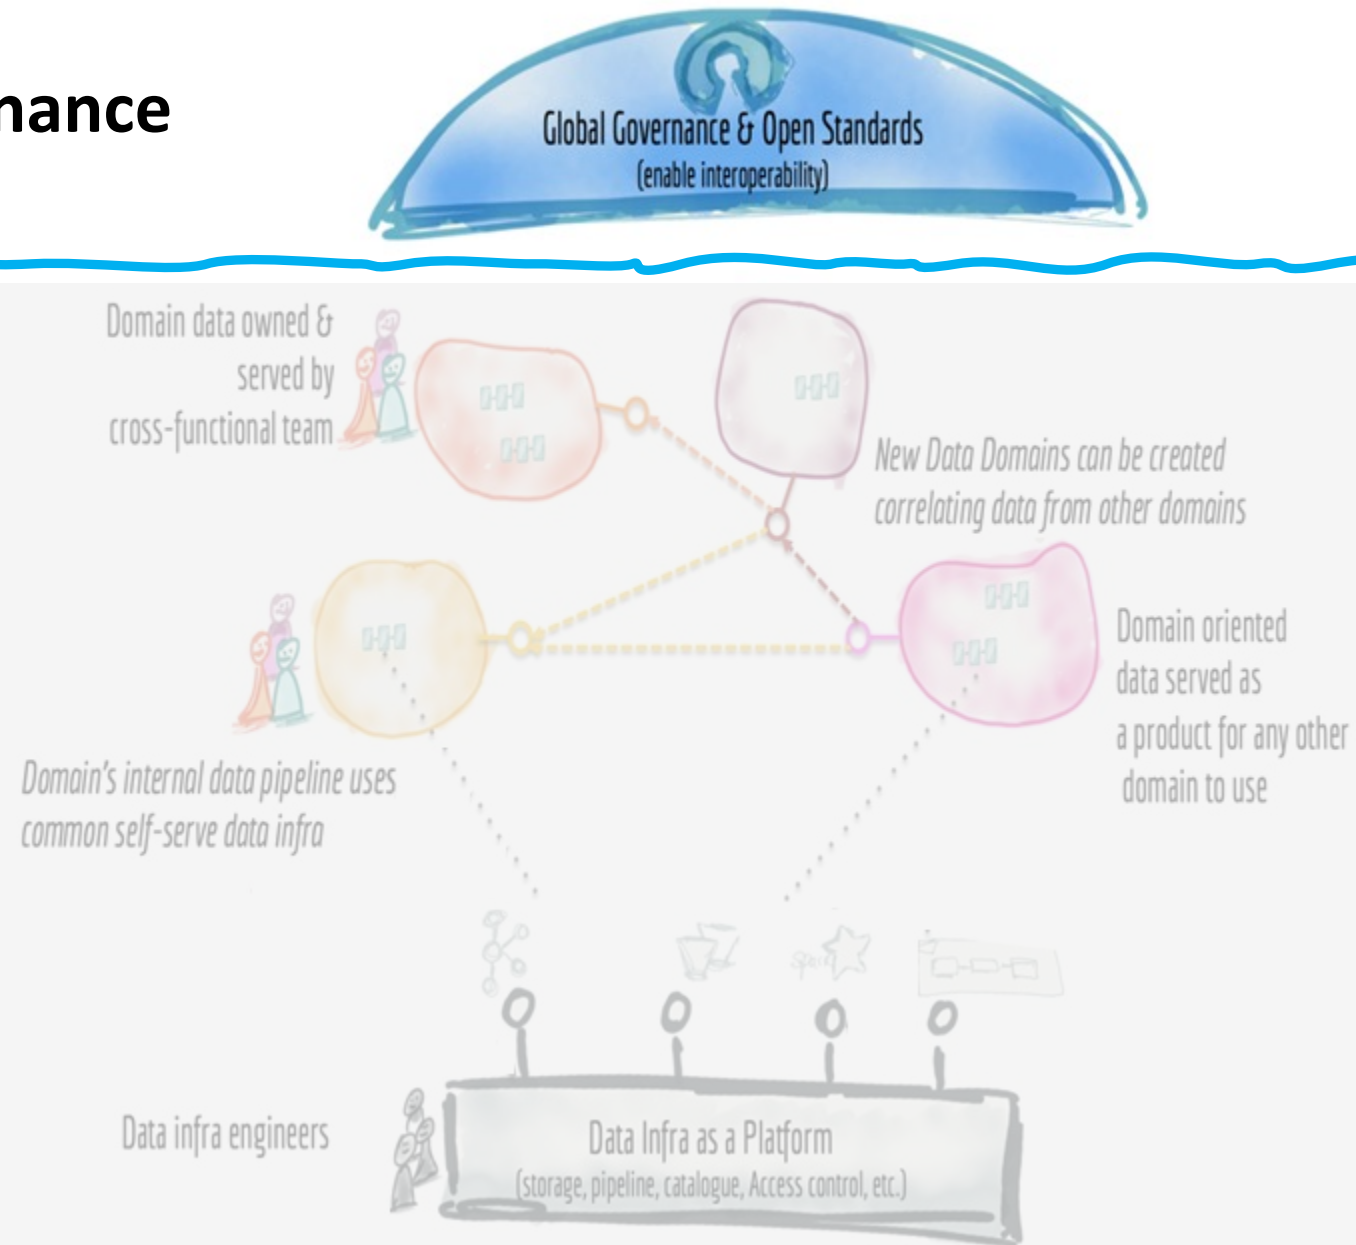 nance
Global Governance & Open Standards
(enable interoperability)
Domain data owned &
served by
cross-functional team
New Data Domains can be created
correlating data from other domains
Domain oriented
data served as
a product for any other
domain to use
Domain's internal data pipeline uses
common self-serve data infra
Data infra engineers
Data Infra as a Platform
(storage, pipeline, catalogue, Access control, etc.)